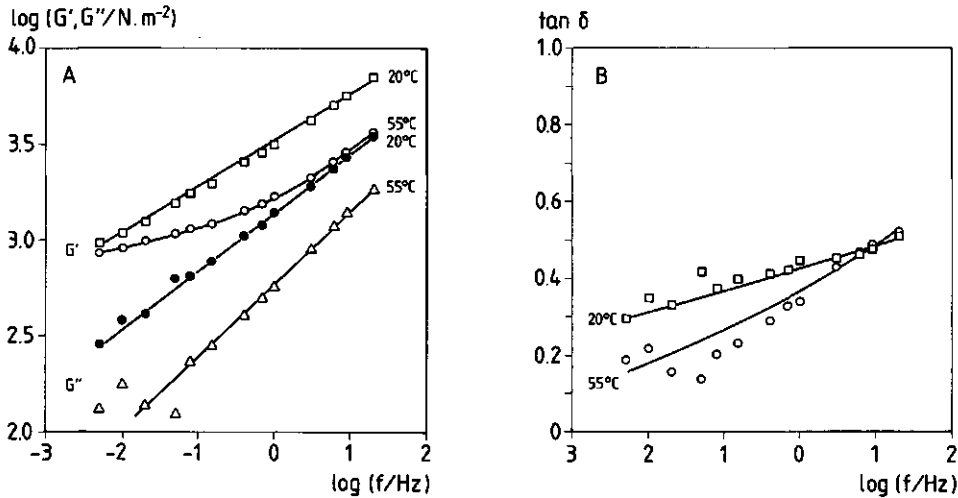 log (G′, G″/N. m⁻²)
4.0
3.5
3.0
2.5
2.0
A
20°C
55°C
20°C
55°C
G′
G″
−3
−2
−1
0
1
2
log (f/Hz)
tan δ
1.0
0.8
0.6
0.4
0.2
0
B
20°C
55°C
3
2
1
0
1
2
log (f/Hz)